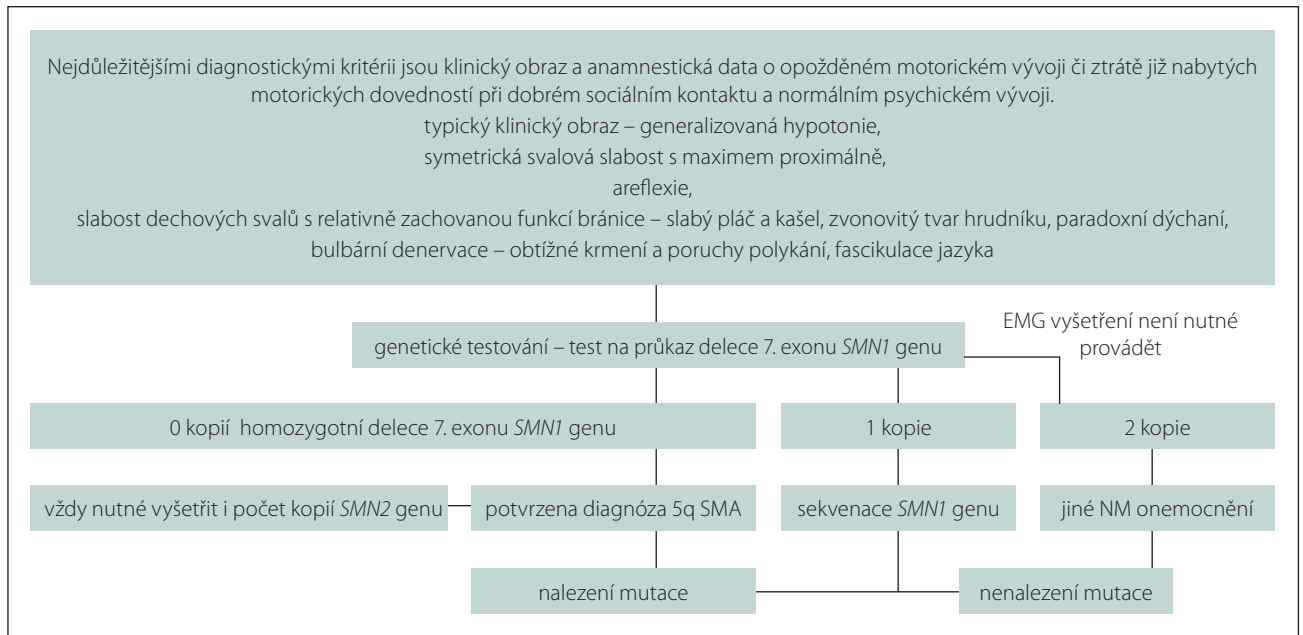 Nejdůležitějšími diagnostickými kritérii jsou klinický obraz a anamnestická data o opožděném motorickém vývoji či ztrátě již nabytých
motorických dovedností při dobrém sociálním kontaktu a normálním psychickém vývoji.
typický klinický obraz – generalizovaná hypotonie,
symetrická svalová slabost s maximem proximálně,
areflexie,
slabost dechových svalů s relativně zachovanou funkcí bránice – slabý pláč a kašel, zvonovitý tvar hrudníku, paradoxní dýchaní,
bulbární denervace – obtížné krmení a poruchy polykání, fascikulace jazyka
EMG vyšetření není nutné
provádět
genetické testování – test na průkaz delece 7. exonu SMN1 genu
0 kopií homozygotní delece 7. exonu SMN1 genu
1 kopie
2 kopie
vždy nutné vyšetřit i počet kopií SMN2 genu
potvrzena diagnóza 5q SMA
sekvenace SMN1 genu
jiné NM onemocnění
nalezení mutace
nenalezení mutace